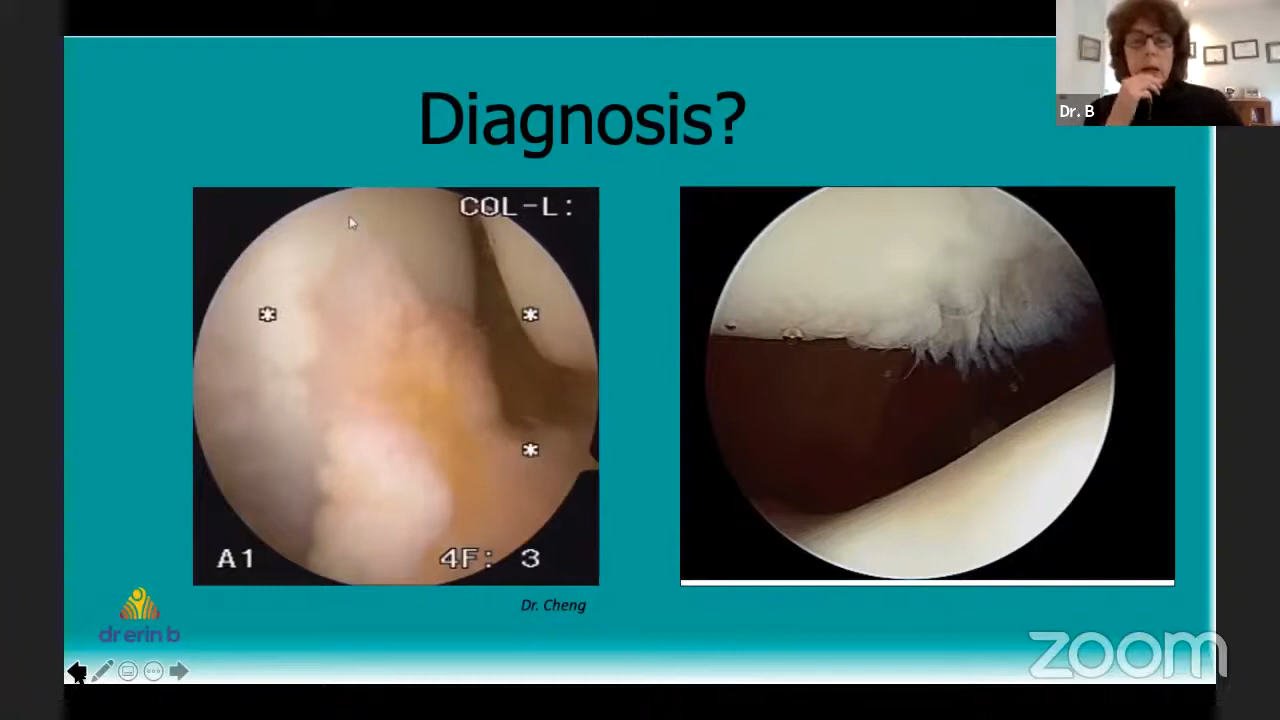 Diagnosis?
Dr. B
COL-L:
*
*
*
A1
4F: 3
Dr. Cheng
dr erin b
zoom